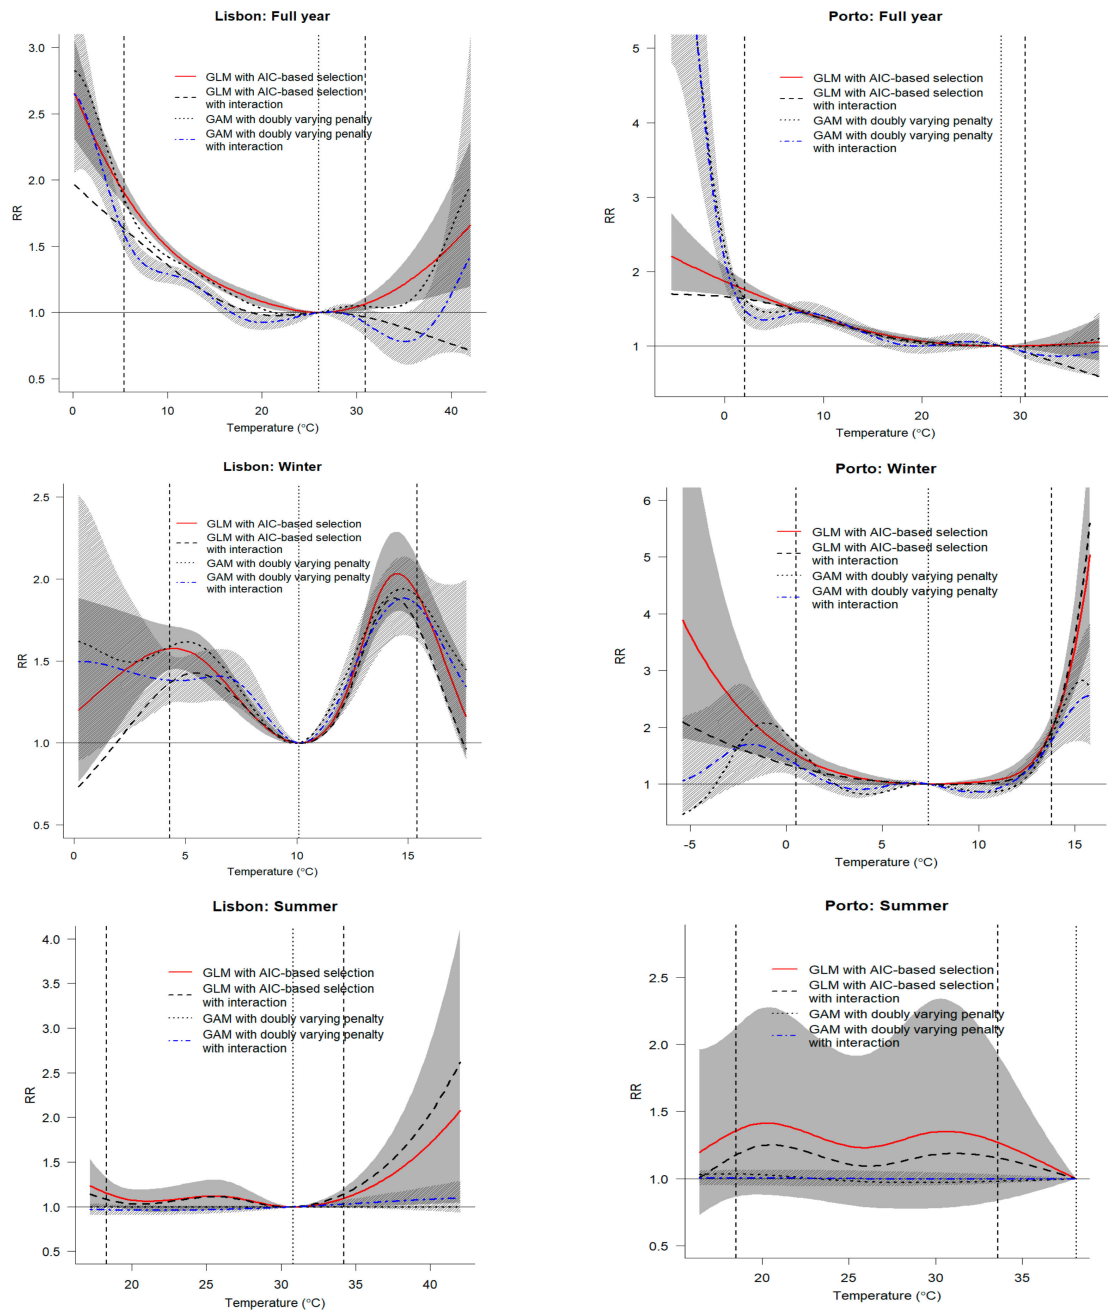 Lisbon: Full year
3.0
2.5
2.0
1.5
1.0
0.5
RR
GLM with AIC-based selection
GLM with AIC-based selection
with interaction
GAM with doubly varying penalty
GAM with doubly varying penalty
with interaction
0 10 20 30 40
Temperature (°C)
Porto: Full year
5
4
3
2
1
RR
GLM with AIC-based selection
GLM with AIC-based selection
with interaction
GAM with doubly varying penalty
GAM with doubly varying penalty
with interaction
0 10 20 30
Temperature (°C)
Lisbon: Winter
2.5
2.0
1.5
1.0
0.5
RR
GLM with AIC-based selection
GLM with AIC-based selection
with interaction
GAM with doubly varying penalty
GAM with doubly varying penalty
with interaction
0 5 10 15
Temperature (°C)
Porto: Winter
6
5
4
3
2
1
RR
GLM with AIC-based selection
GLM with AIC-based selection
with interaction
GAM with doubly varying penalty
GAM with doubly varying penalty
with interaction
-5 0 5 10 15
Temperature (°C)
Lisbon: Summer
4.0
3.5
3.0
2.5
2.0
1.5
1.0
0.5
RR
GLM with AIC-based selection
GLM with AIC-based selection
with interaction
GAM with doubly varying penalty
GAM with doubly varying penalty
with interaction
20 25 30 35 40
Temperature (°C)
Porto: Summer
2.5
2.0
1.5
1.0
0.5
RR
GLM with AIC-based selection
GLM with AIC-based selection
with interaction
GAM with doubly varying penalty
GAM with doubly varying penalty
with interaction
20 25 30 35
Temperature (°C)